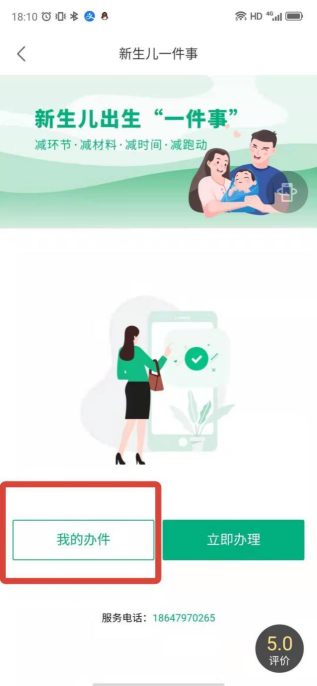 18:10 HD 4G
新生儿一件事
新生儿出生“一件事”
减环节·减材料·减时间·减跑动
我的办件 立即办理
服务电话：18647970265
5.0
评价